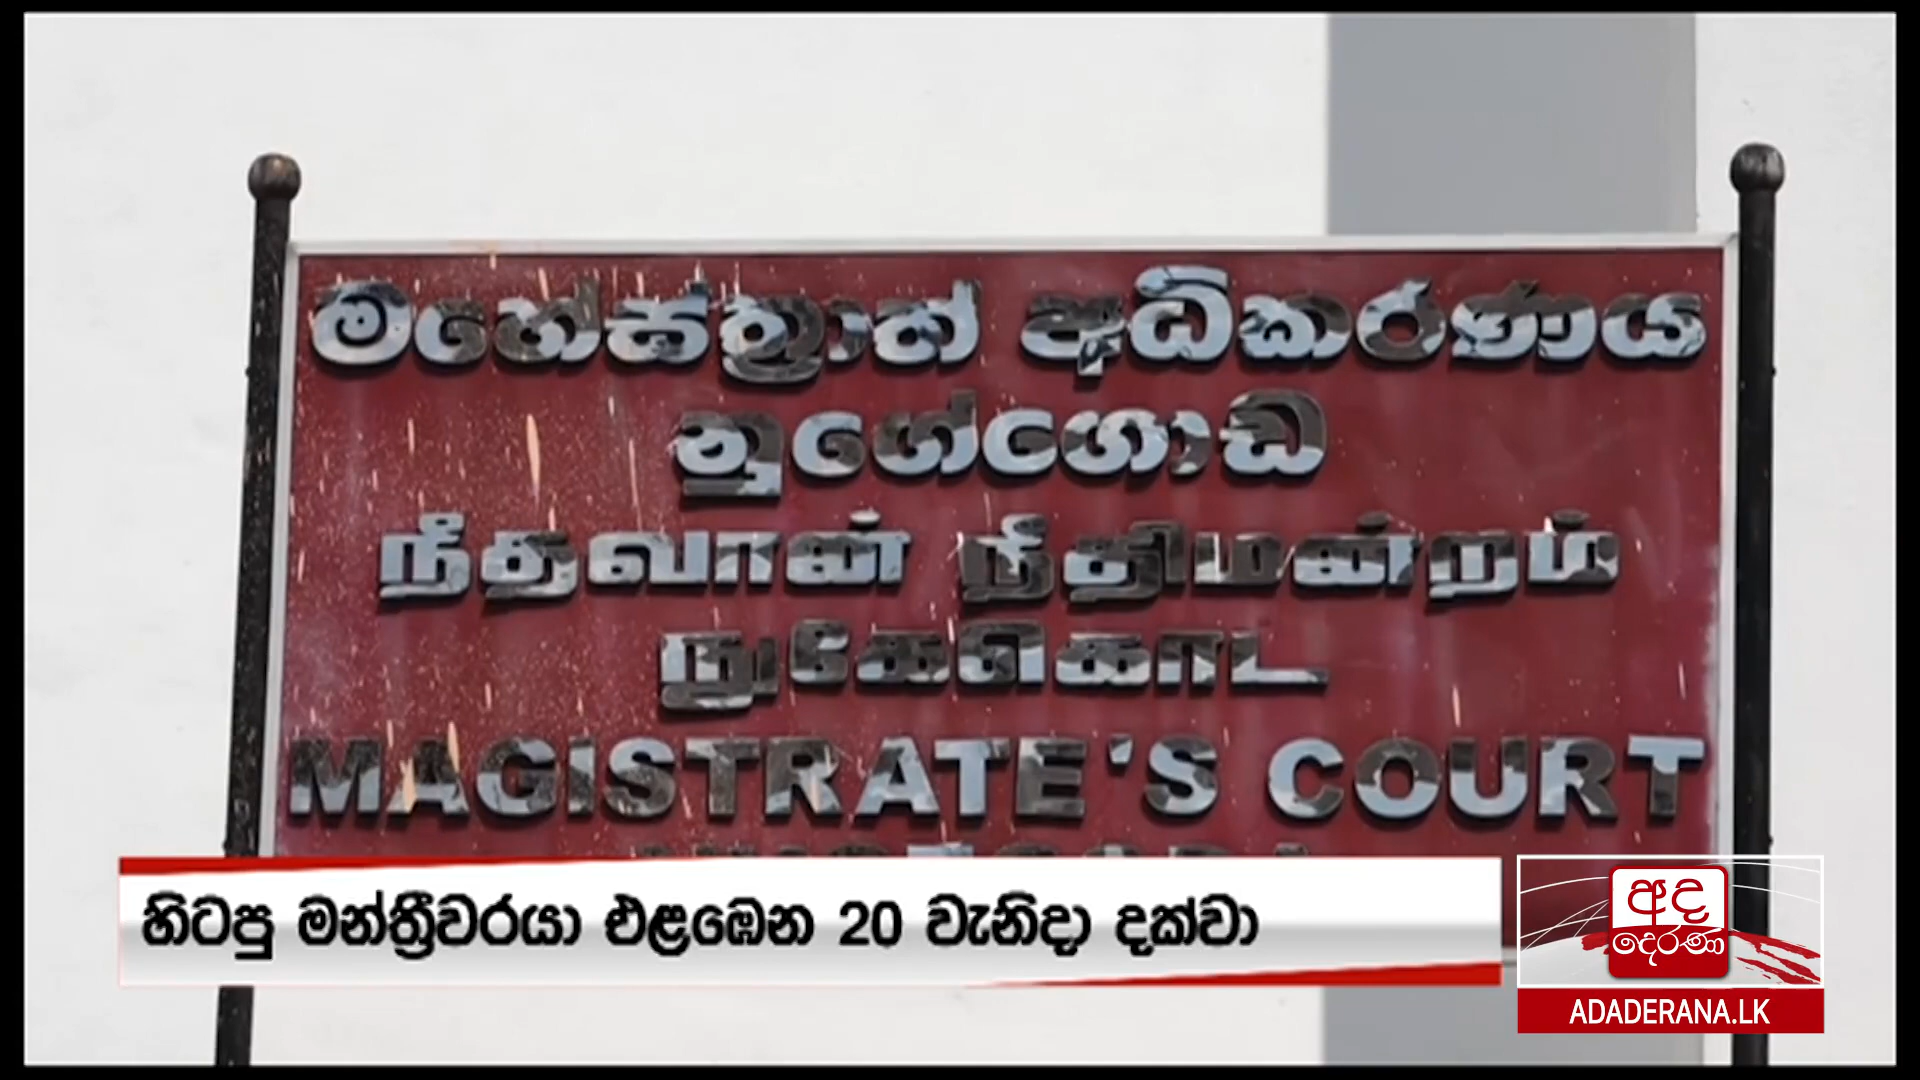 මහේස්ත්‍රාත් අධිකරණය
නුගේගොඩ
நீதவான் நீதிமன்றம்
நுகேகொட
MAGISTRATE'S COURT
හිටපු මන්ත්‍රීවරයා එළඹෙන 20 වැනිදා දක්වා
අද
දෙරණ
ADADERANA.LK